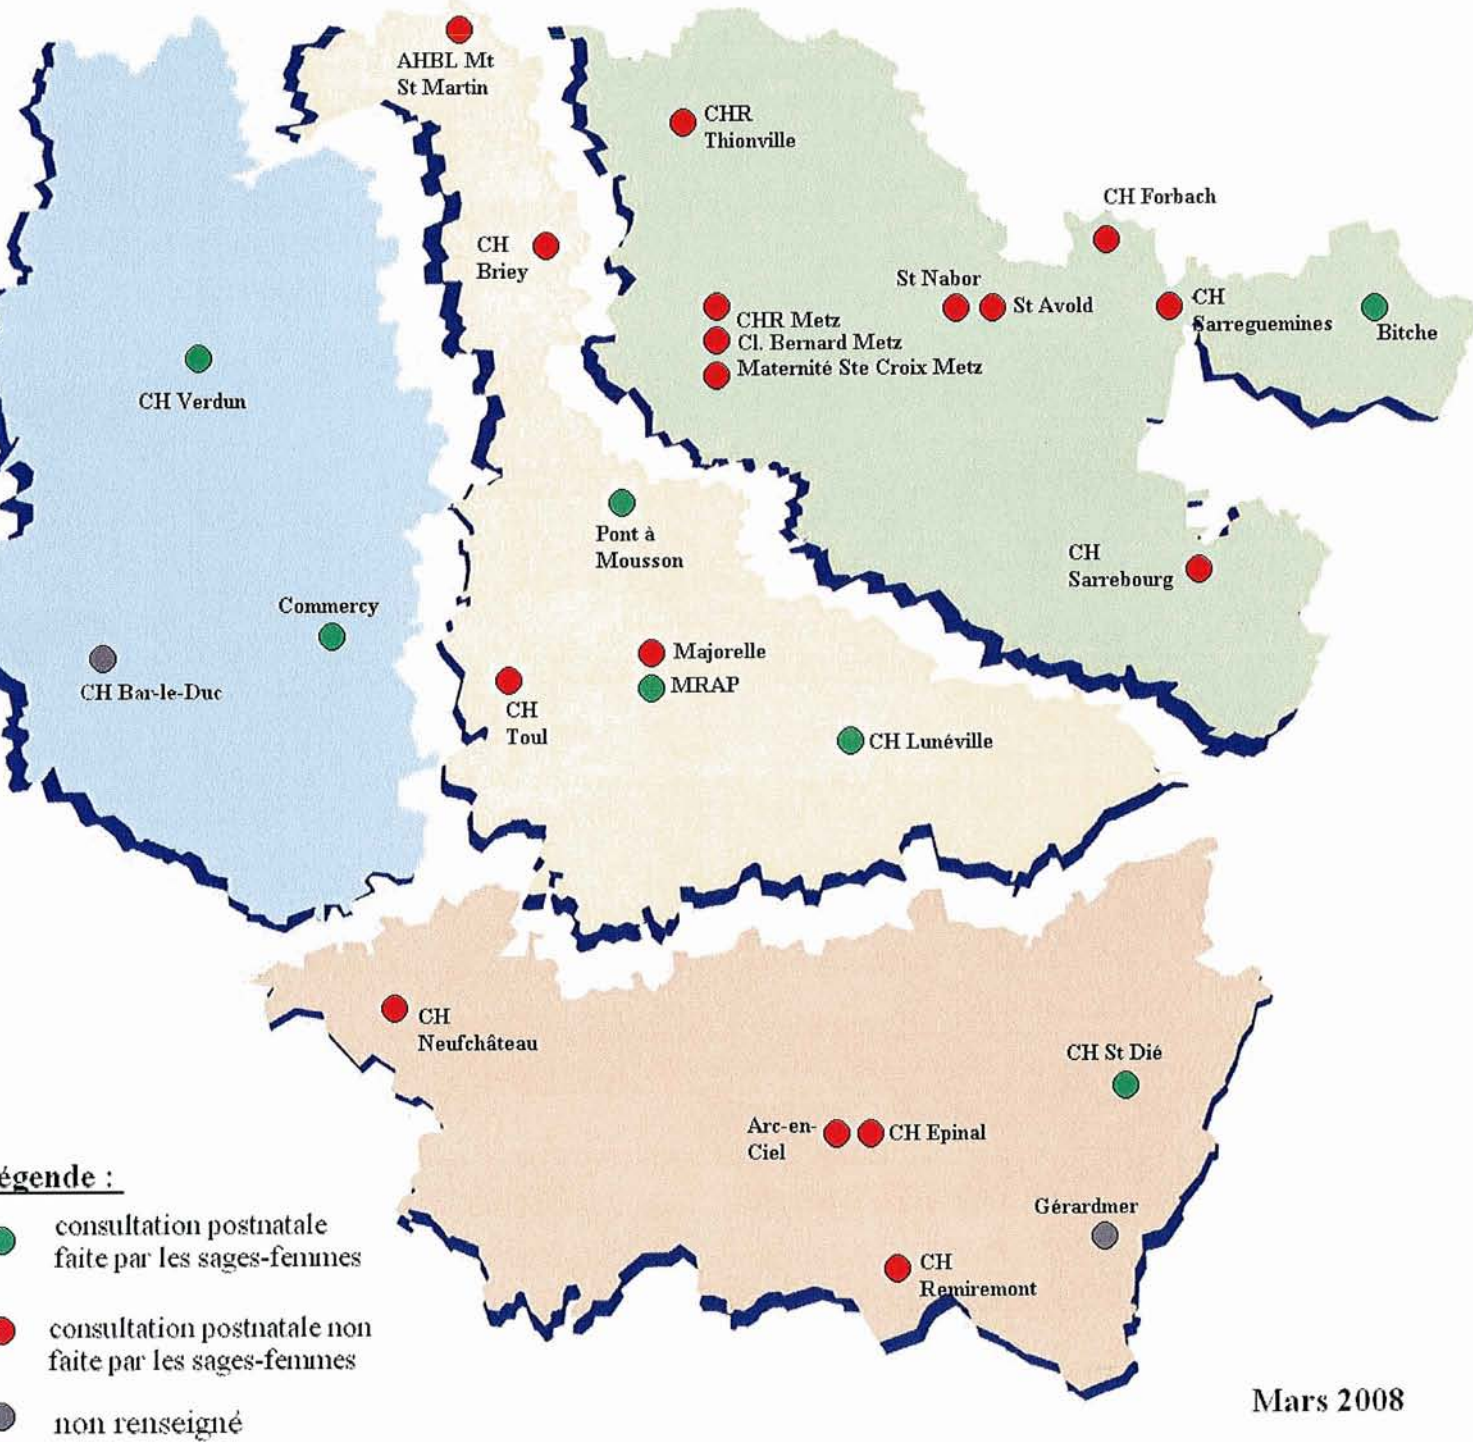 AHBL Mt
St Martin
CHR
Thionville
CH Forbach
CH
Briey
St Nabor
St Avold
CH
Sarreguemines
Bitche
CHR Metz
Cl. Bernard Metz
Maternité Ste Croix Metz
CH Verdun
Pont à
Mousson
CH
Sarrebourg
Commercy
CH Bar-le-Duc
Majorelle
MRAP
CH
Toul
CH Lunéville
CH
Neufchâteau
CH St Dié
Arc-en-
Ciel
CH Epinal
Gérardmer
CH
Remiremont
égende :
consultation postnatale
faite par les sages-femmes
consultation postnatale non
faite par les sages-femmes
non renseigné
Mars 2008